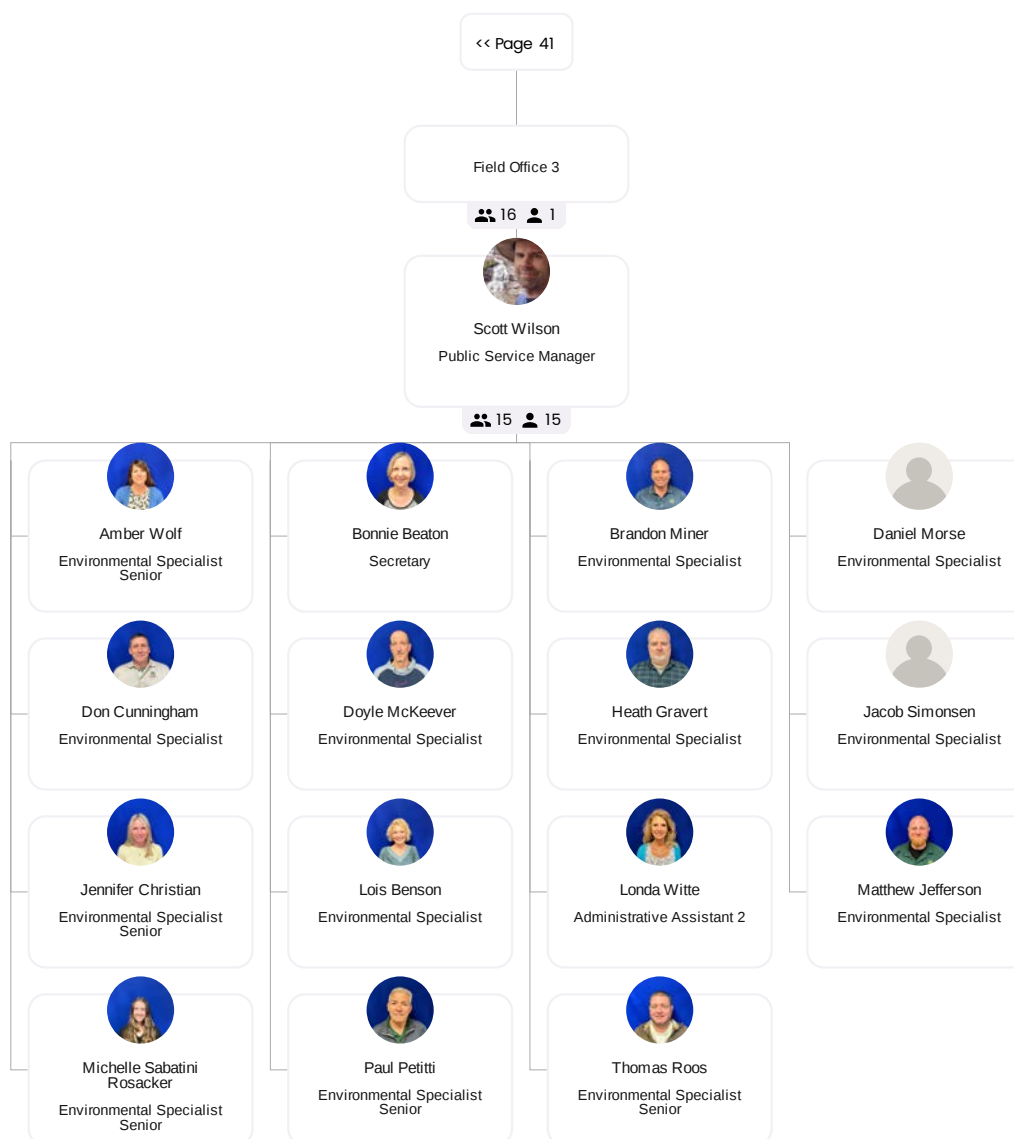 << Page 41
Field Office 3
16 1
Scott Wilson
Public Service Manager
15 15
Amber Wolf
Environmental Specialist
Senior
Bonnie Beaton
Secretary
Brandon Miner
Environmental Specialist
Daniel Morse
Environmental Specialist
Don Cunningham
Environmental Specialist
Doyle McKeever
Environmental Specialist
Heath Gravert
Environmental Specialist
Jacob Simonsen
Environmental Specialist
Jennifer Christian
Environmental Specialist
Senior
Lois Benson
Environmental Specialist
Londa Witte
Administrative Assistant 2
Matthew Jefferson
Environmental Specialist
Michelle Sabatini
Rosacker
Environmental Specialist
Senior
Paul Petitti
Environmental Specialist
Senior
Thomas Roos
Environmental Specialist
Senior